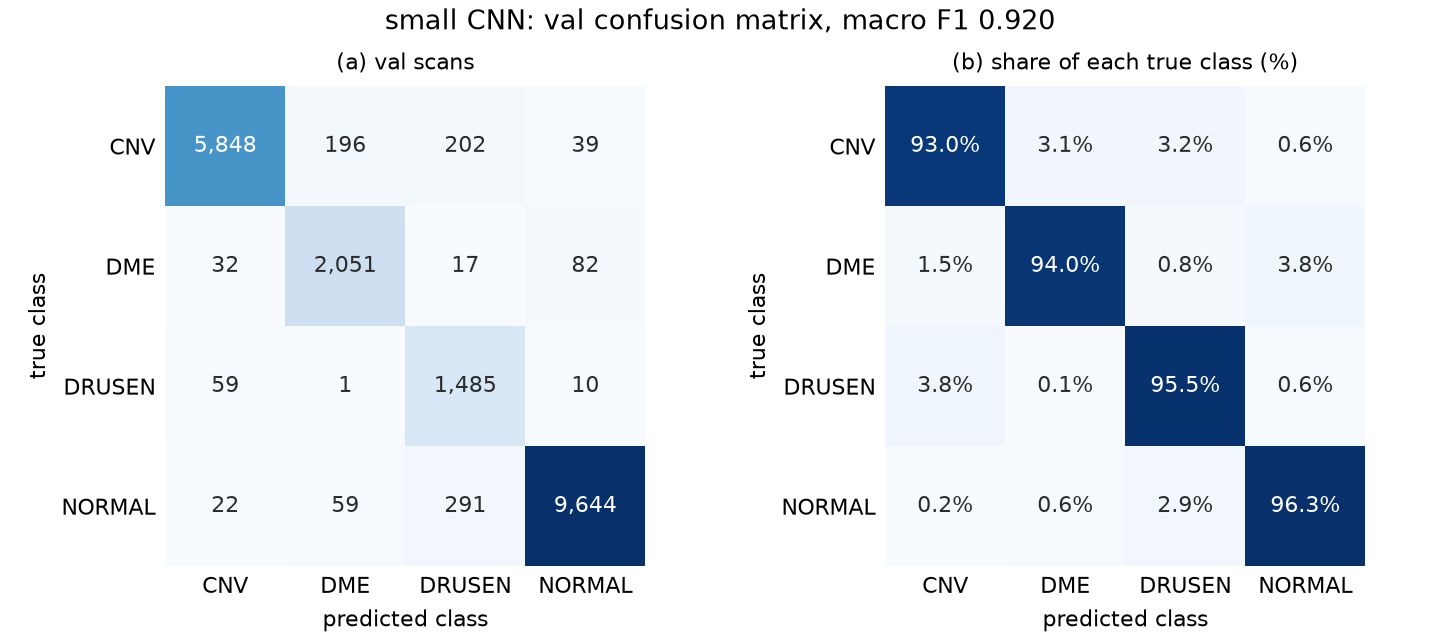 small CNN: val confusion matrix, macro F1 0.920
(a) val scans
true class
CNV 5,848 196 202 39
DME 32 2,051 17 82
DRUSEN 59 1 1,485 10
NORMAL 22 59 291 9,644
CNV DME DRUSEN NORMAL
predicted class
(b) share of each true class (%)
true class
CNV 93.0% 3.1% 3.2% 0.6%
DME 1.5% 94.0% 0.8% 3.8%
DRUSEN 3.8% 0.1% 95.5% 0.6%
NORMAL 0.2% 0.6% 2.9% 96.3%
CNV DME DRUSEN NORMAL
predicted class